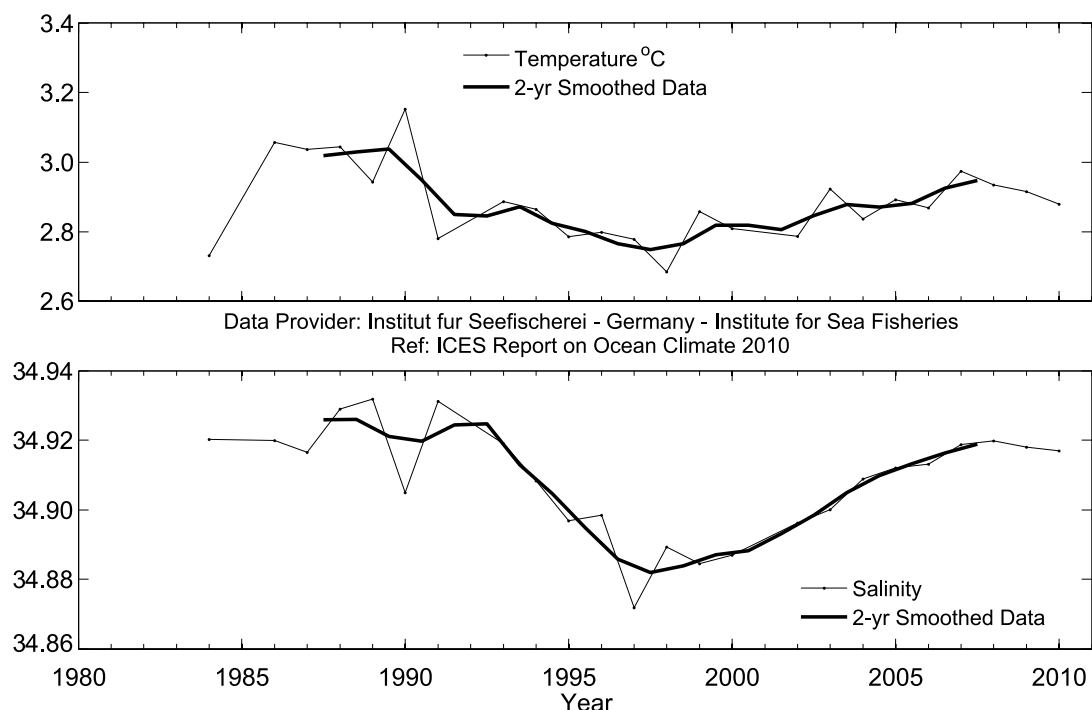 3.4
3.2
3.0
2.8
2.6
Temperature °C
2-yr Smoothed Data
Data Provider: Institut fur Seefischerei - Germany - Institute for Sea Fisheries
Ref: ICES Report on Ocean Climate 2010
34.94
34.92
34.90
34.88
34.86
Salinity
2-yr Smoothed Data
1980 1985 1990 1995 2000 2005 2010
Year